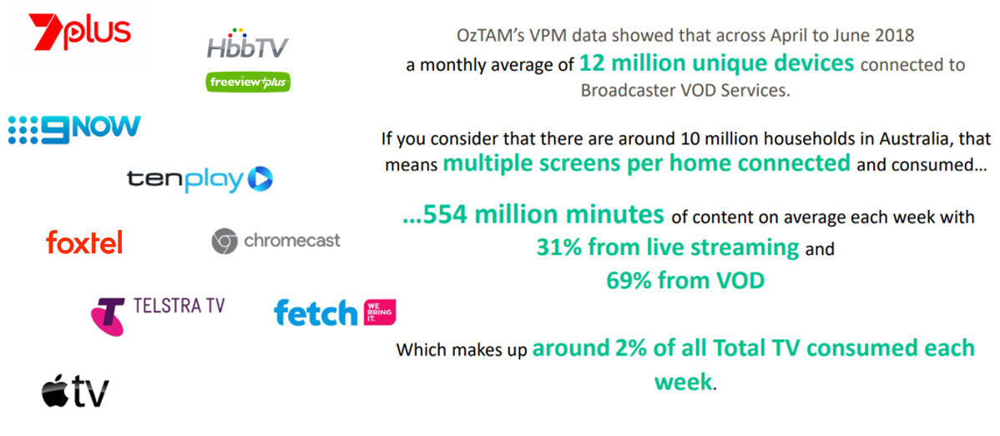 7plus
HbbTV
freeview plus
9NOW
tenplay
foxtel
chromecast
TELSTRA TV
T
fetch
WE
BRING
IT.
tv
OzTAM's VPM data showed that across April to June 2018
a monthly average of 12 million unique devices connected to
Broadcaster VOD Services.
If you consider that there are around 10 million households in Australia, that
means multiple screens per home connected and consumed...
...554 million minutes of content on average each week with
31% from live streaming and
69% from VOD
Which makes up around 2% of all Total TV consumed each
week.